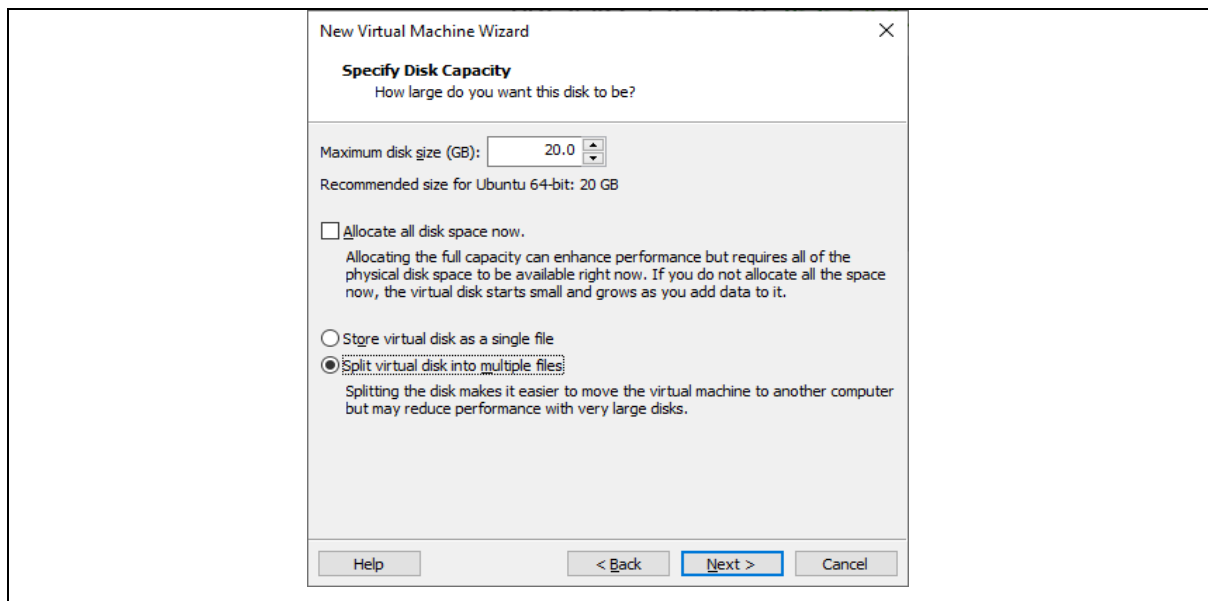 New Virtual Machine Wizard
Specify Disk Capacity
How large do you want this disk to be?
Maximum disk size (GB): 20.0
Recommended size for Ubuntu 64-bit: 20 GB
Allocate all disk space now.
Allocating the full capacity can enhance performance but requires all of the
physical disk space to be available right now. If you do not allocate all the space
now, the virtual disk starts small and grows as you add data to it.
Store virtual disk as a single file
Split virtual disk into multiple files
Splitting the disk makes it easier to move the virtual machine to another computer
but may reduce performance with very large disks.
Help < Back Next > Cancel